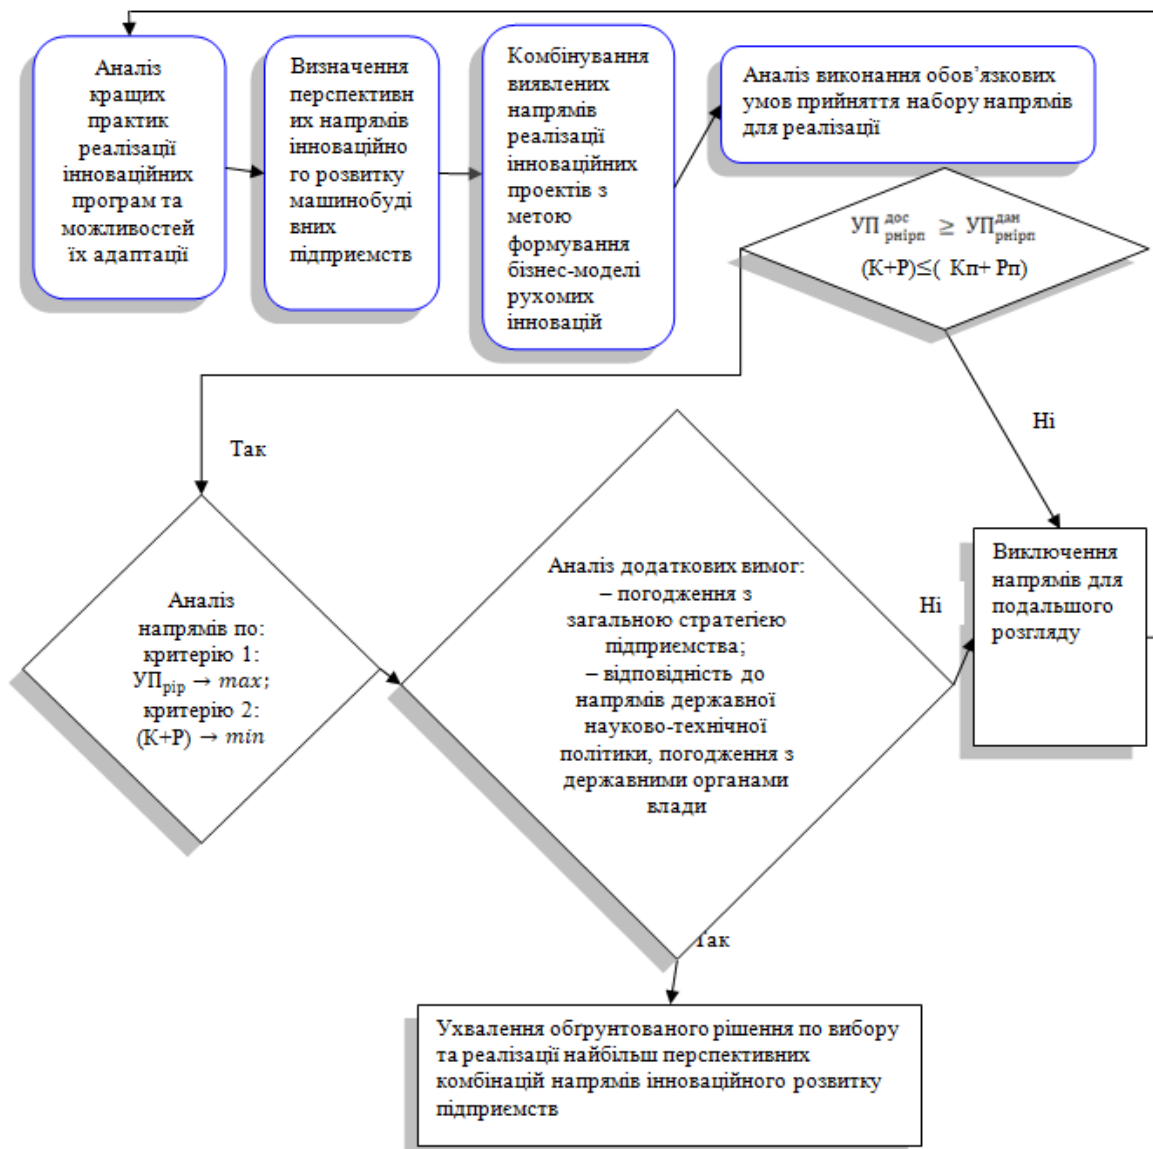 Аналіз
кращих
практик
реалізації
інноваційних
програм та
можливостей
їх адаптації
Визначення
перспективн
их напрямів
інноваційно
го розвитку
машинобуді
вних
підприємств
Комбінування
виявлених
напрямів
реалізації
інноваційних
проектів з
метою
формування
бізнес-моделі
рухомих
інновацій
Аналіз виконання обов’язкових
умов прийняття набору напрямів
для реалізації
УП дос рнірп ≥ УП дан рнірп
(К+Р)≤( Кп+ Рп)
Ні
Так
Аналіз
напрямів по:
критерію 1:
УПрір → max;
критерію 2:
(К+Р) → min
Аналіз додаткових вимог:
– погодження з
загальною стратегією
підприємства;
– відповідність до
напрямів державної
науково-технічної
політики, погодження з
державними органами
влади
Ні
Виключення
напрямів для
подальшого
розгляду
Так
Ухвалення обґрунтованого рішення по вибору
та реалізації найбільш перспективних
комбінацій напрямів інноваційного розвитку
підприємств